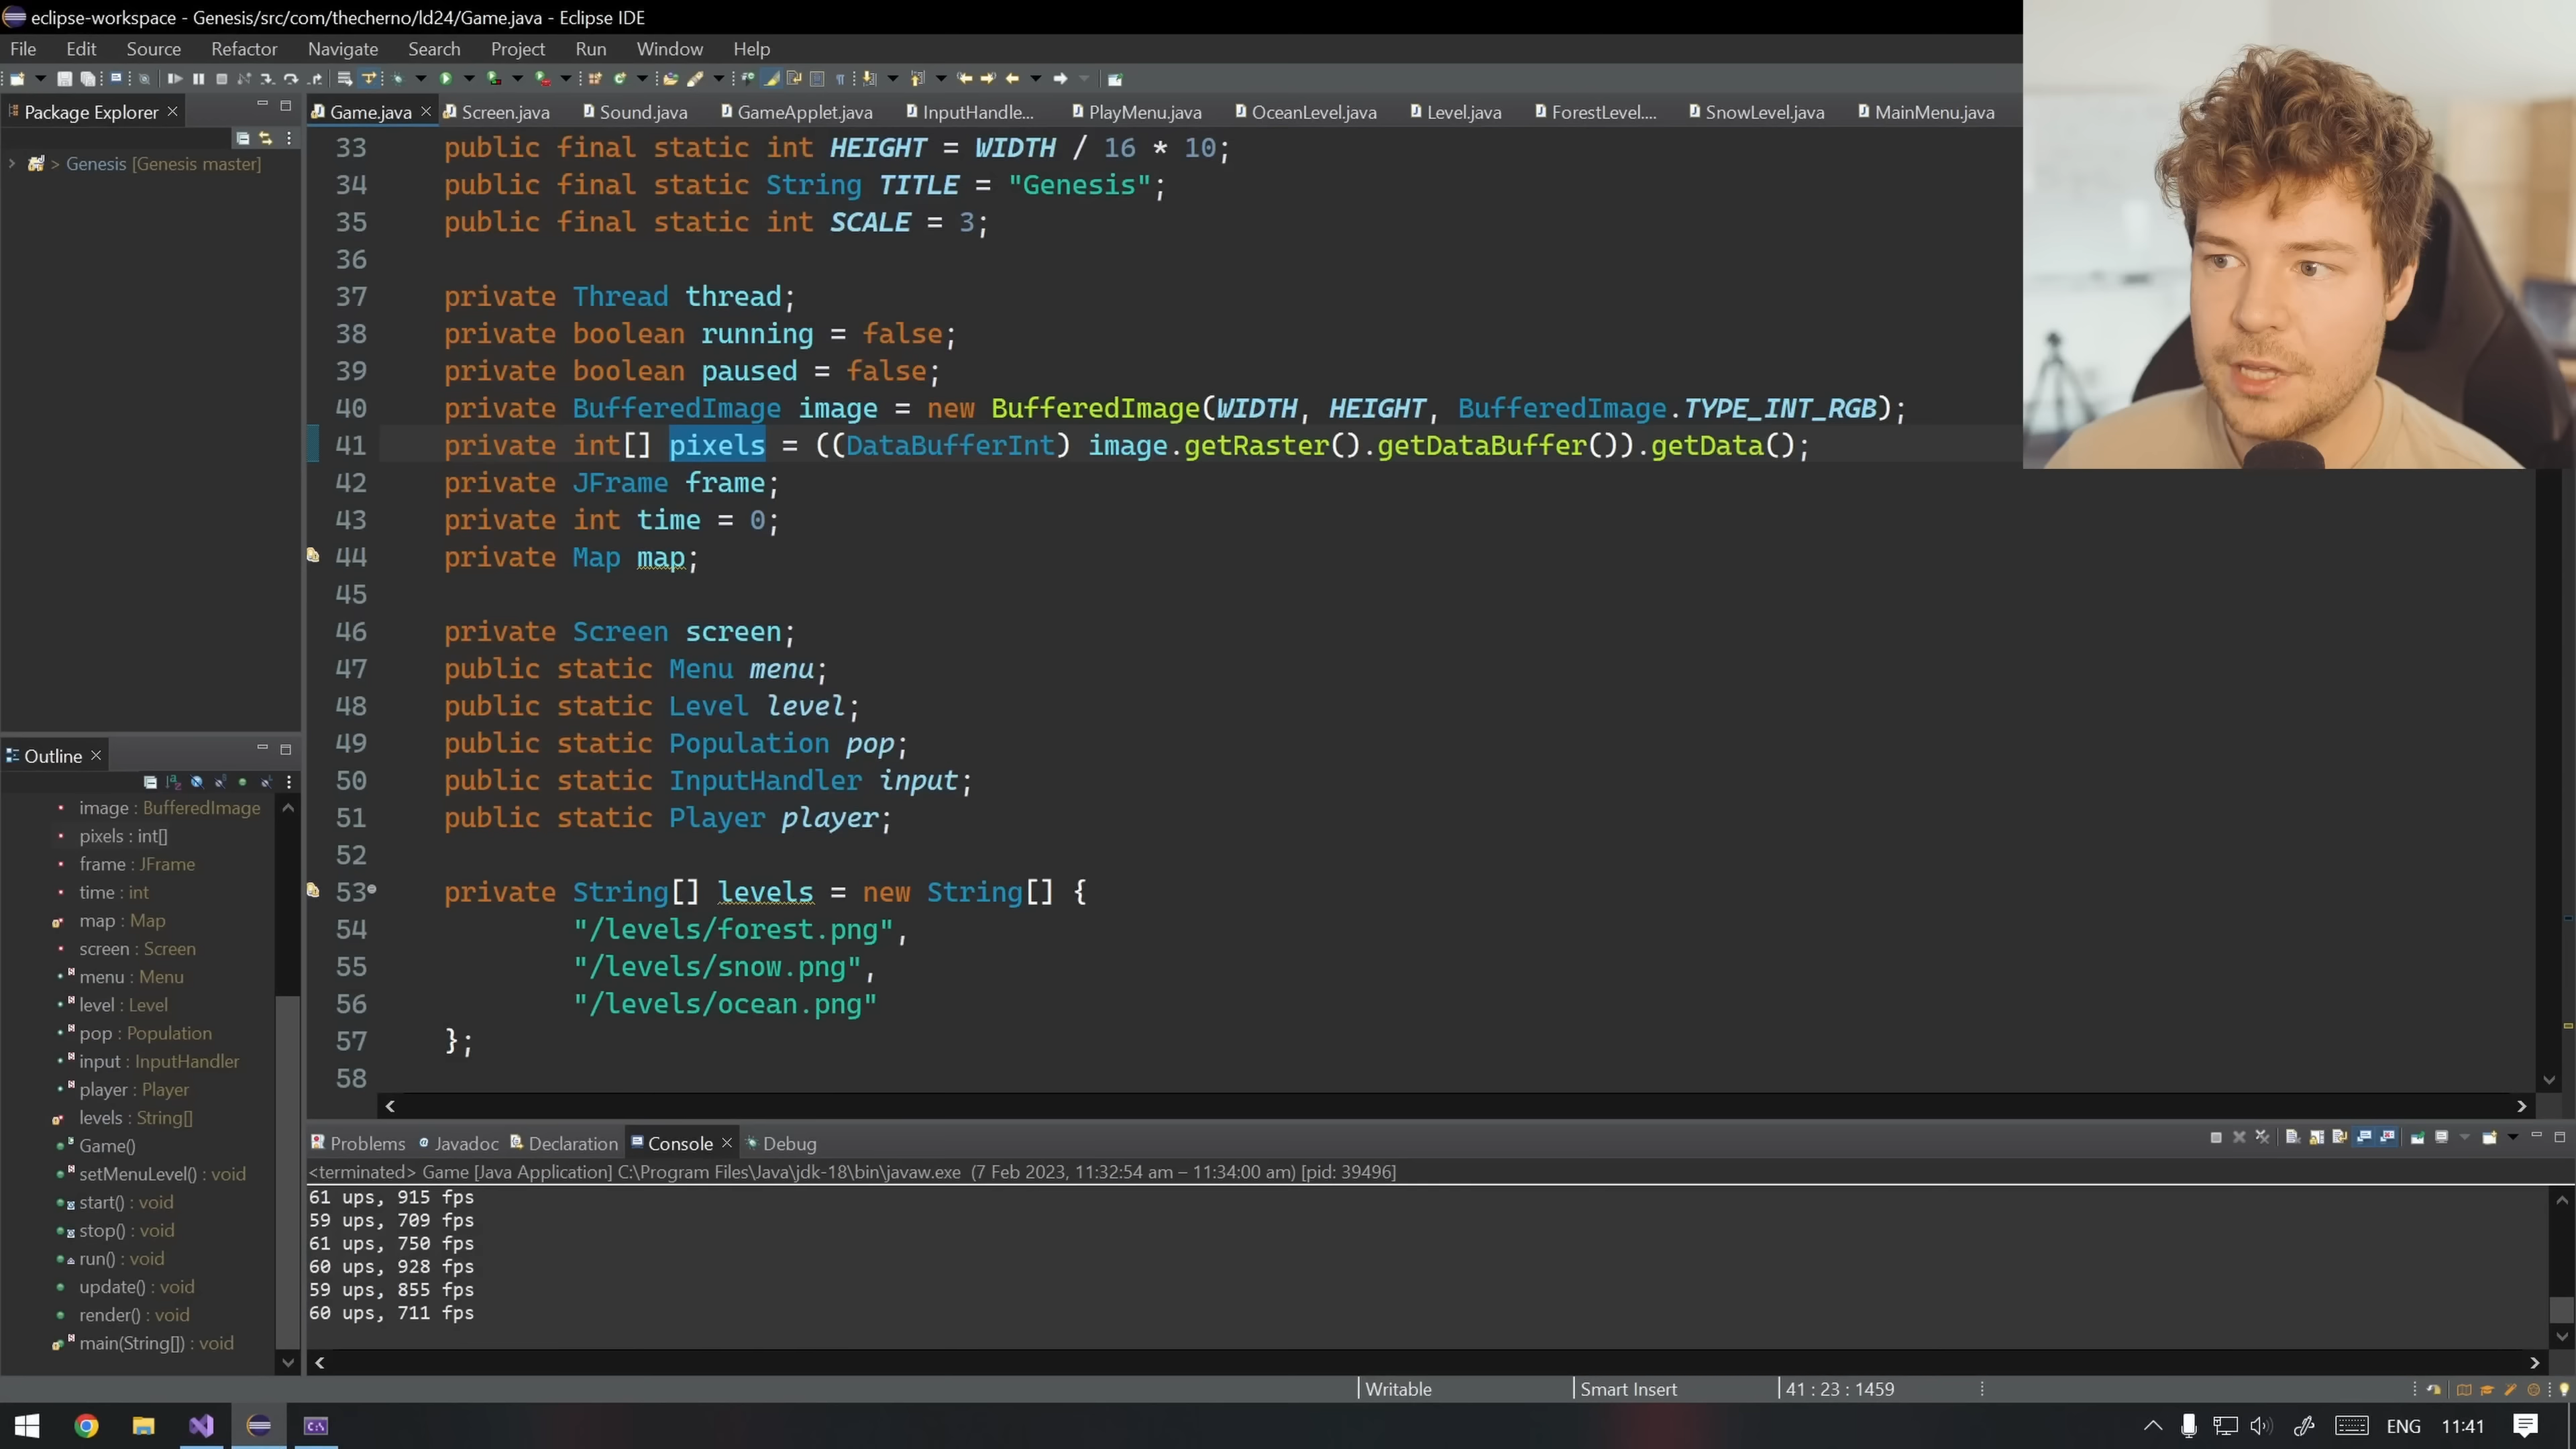 eclipse-workspace - Genesis/src/com/thecherno/ld24/Game.java - Eclipse IDE
File Edit Source Refactor Navigate Search Project Run Window Help
Package Explorer
Game.java Screen.java Sound.java GameApplet.java InputHandle... PlayMenu.java OceanLevel.java Level.java ForestLevel.... SnowLevel.java MainMenu.java
> Genesis [Genesis master]
33 public final static int HEIGHT = WIDTH / 16 * 10;
34 public final static String TITLE = "Genesis";
35 public final static int SCALE = 3;
36
37 private Thread thread;
38 private boolean running = false;
39 private boolean paused = false;
40 private BufferedImage image = new BufferedImage(WIDTH, HEIGHT, BufferedImage.TYPE_INT_RGB);
41 private int[] pixels = ((DataBufferInt) image.getRaster().getDataBuffer()).getData();
42 private JFrame frame;
43 private int time = 0;
44 private Map map;
45
46 private Screen screen;
47 public static Menu menu;
48 public static Level level;
49 public static Population pop;
50 public static InputHandler input;
51 public static Player player;
52
53 private String[] levels = new String[] {
54 "/levels/forest.png",
55 "/levels/snow.png",
56 "/levels/ocean.png"
57 };
58
Outline
image : BufferedImage
pixels : int[]
frame : JFrame
time : int
map : Map
screen : Screen
menu : Menu
level : Level
pop : Population
input : InputHandler
player : Player
levels : String[]
Game()
setMenuLevel() : void
start() : void
stop() : void
run() : void
update() : void
render() : void
main(String[]) : void
Problems Javadoc Declaration Console Debug
<terminated> Game [Java Application] C:\Program Files\Java\jdk-18\bin\javaw.exe (7 Feb 2023, 11:32:54 am – 11:34:00 am) [pid: 39496]
61 ups, 915 fps
59 ups, 709 fps
61 ups, 750 fps
60 ups, 928 fps
59 ups, 855 fps
60 ups, 711 fps
Writable Smart Insert 41 : 23 : 1459
ENG 11:41